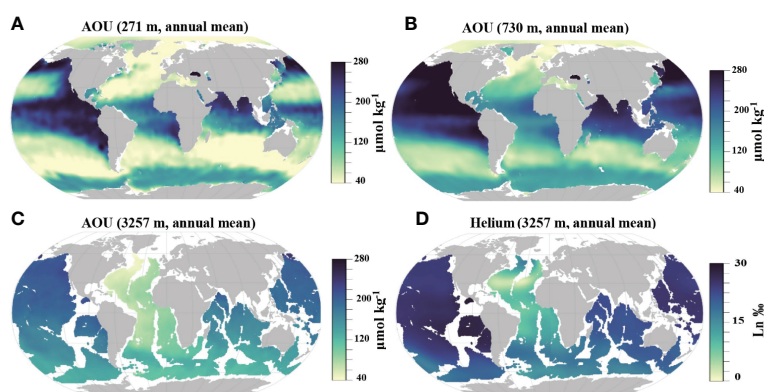 A
AOU (271 m, annual mean)
280
200
120
40
μmol kg⁻¹
B
AOU (730 m, annual mean)
280
200
120
40
μmol kg⁻¹
C
AOU (3257 m, annual mean)
280
200
120
40
μmol kg⁻¹
D
Helium (3257 m, annual mean)
30
15
0
Ln ‰